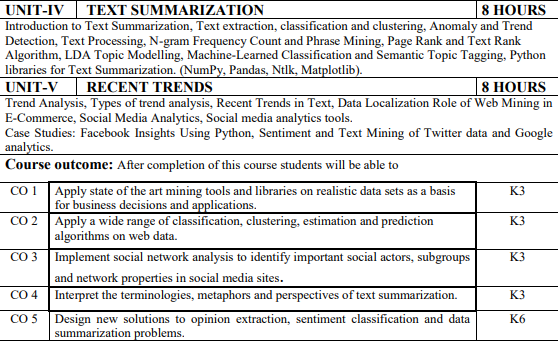 UNIT-IV TEXT SUMMARIZATION 8 HOURS
Introduction to Text Summarization, Text extraction, classification and clustering, Anomaly and Trend
Detection, Text Processing, N-gram Frequency Count and Phrase Mining, Page Rank and Text Rank
Algorithm, LDA Topic Modelling, Machine-Learned Classification and Semantic Topic Tagging, Python
libraries for Text Summarization. (NumPy, Pandas, Ntlk, Matplotlib).
UNIT-V RECENT TRENDS 8 HOURS
Trend Analysis, Types of trend analysis, Recent Trends in Text, Data Localization Role of Web Mining in
E-Commerce, Social Media Analytics, Social media analytics tools.
Case Studies: Facebook Insights Using Python, Sentiment and Text Mining of Twitter data and Google
analytics.
Course outcome: After completion of this course students will be able to
CO 1 Apply state of the art mining tools and libraries on realistic data sets as a basis K3
for business decisions and applications.
CO 2 Apply a wide range of classification, clustering, estimation and prediction K3
algorithms on web data.
CO 3 Implement social network analysis to identify important social actors, subgroups K3
and network properties in social media sites.
CO 4 Interpret the terminologies, metaphors and perspectives of text summarization. K3
CO 5 Design new solutions to opinion extraction, sentiment classification and data K6
summarization problems.